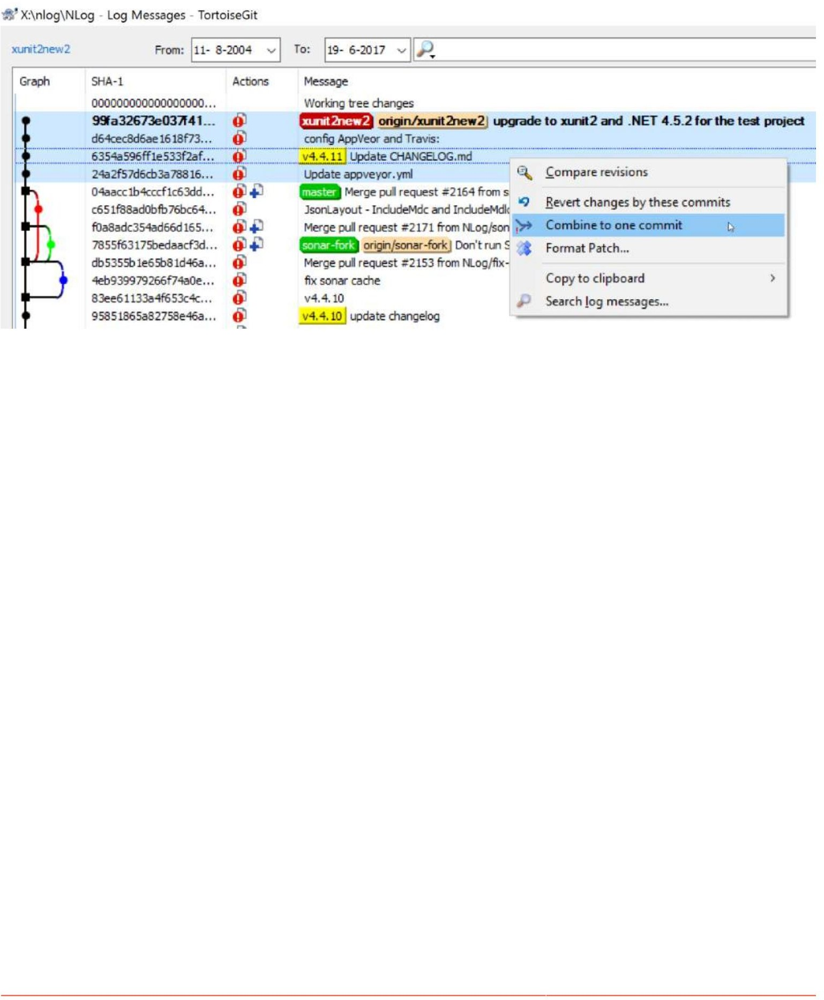 X:\nlog\NLog - Log Messages - TortoiseGit
xunit2new2 From: 11- 8-2004 To: 19- 6-2017
Graph SHA-1 Actions Message
00000000000000000000... Working tree changes
99fa32673e037f41... xunit2new2 origin/xunit2new2 upgrade to xunit2 and .NET 4.5.2 for the test project
d64cec8d6ae1618f73... config AppVeor and Travis:
6354a596ff1e533f2af... v4.4.11 Update CHANGELOG.md
24a2f57d6cb3a78816... Update appveyor.yml
04aacc1b4cccf1c63dd... master Merge pull request #2164 from s
c651f88ad0bfb76bc64... JsonLayout - IncludeMdc and IncludeMdlc
f0a8adc354ad66d165... Merge pull request #2171 from NLog/son
7855f63175bedaacf3d... sonar-fork origin/sonar-fork Don't run S
db5355b1e65b81d46a... Merge pull request #2153 from NLog/fix-
4eb939979266f74a0e... fix sonar cache
83ee61133a4f653c4c... v4.4.10
95851865a82758e46a... v4.4.10 update changelog
Compare revisions
Revert changes by these commits
Combine to one commit
Format Patch...
Copy to clipboard
Search log messages...